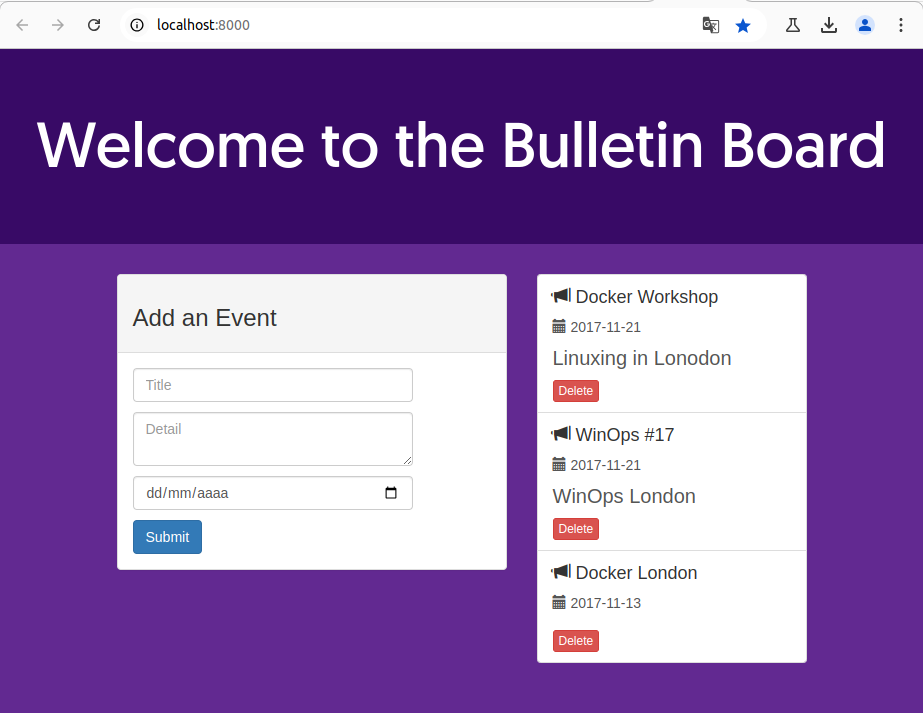 localhost:8000
Welcome to the Bulletin Board
Add an Event
Title
Detail
dd/mm/aaaa
Submit
Docker Workshop
2017-11-21
Linuxing in Lonodon
Delete
WinOps #17
2017-11-21
WinOps London
Delete
Docker London
2017-11-13
Delete